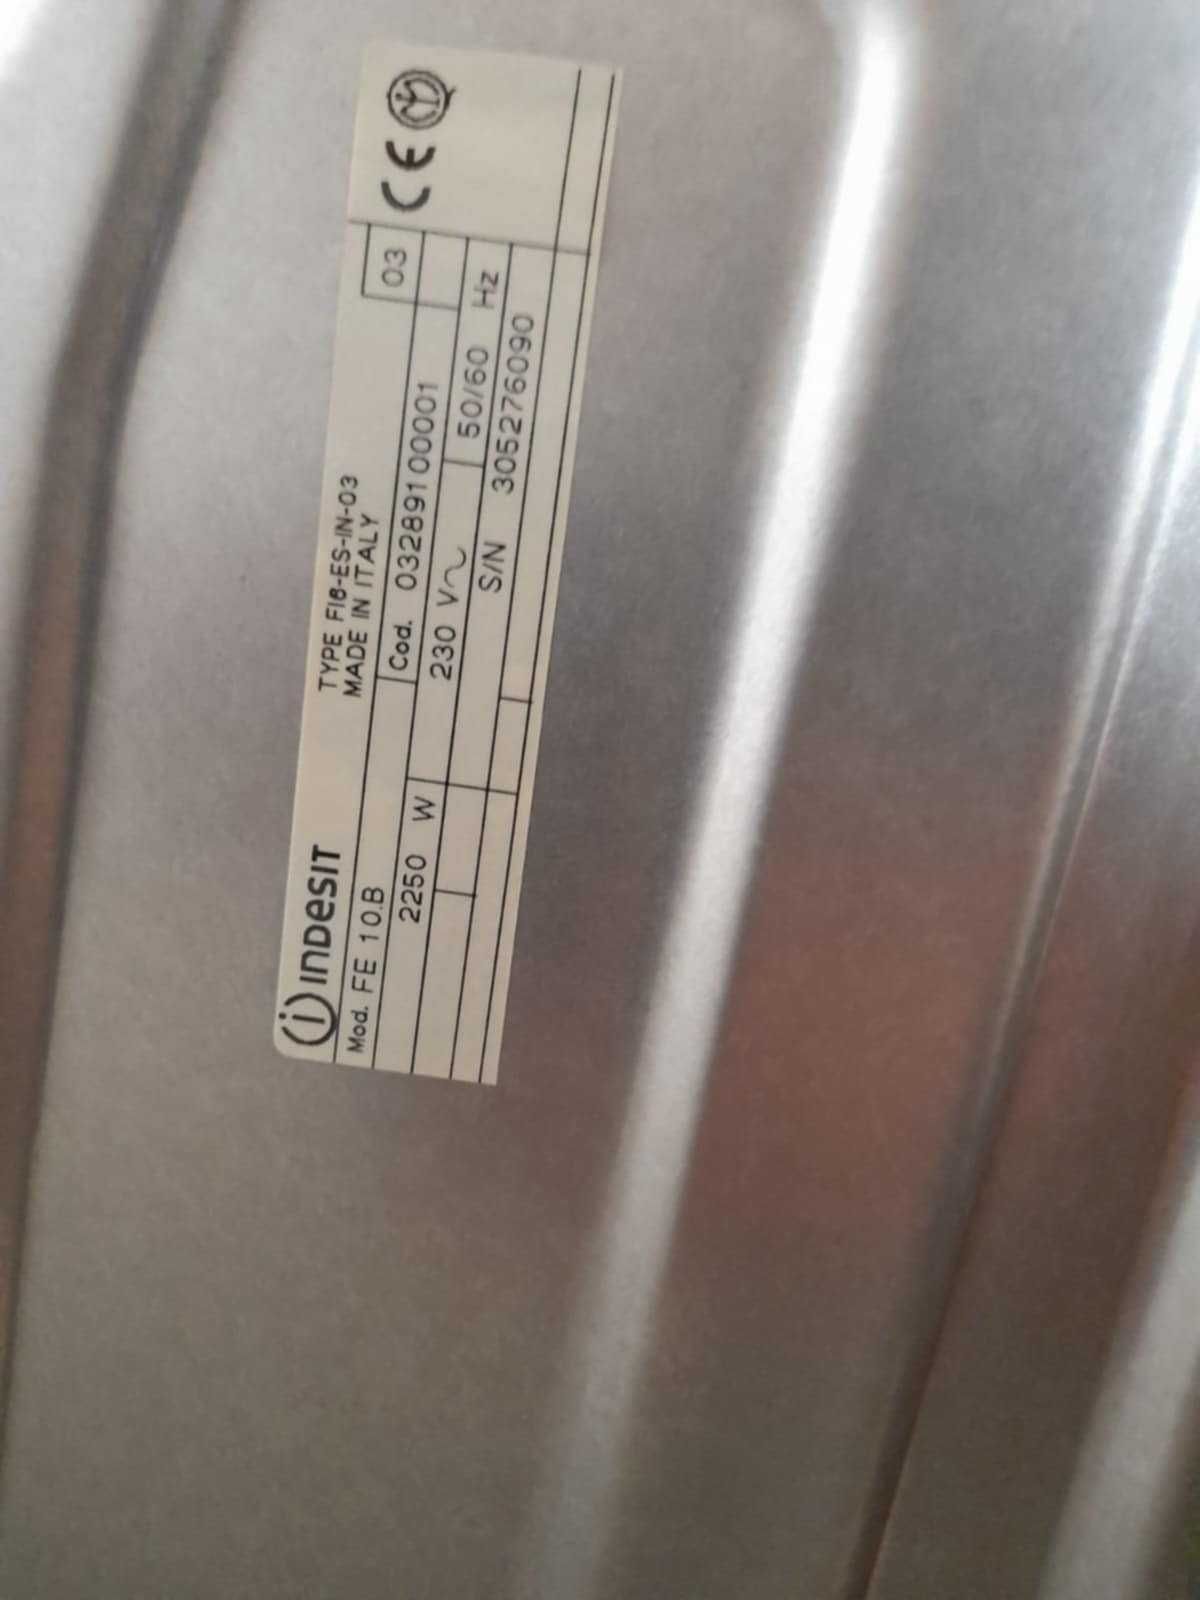 INDESIT
TYPE FI6-ES-IN-03
MADE IN ITALY
Mod. FE 10.B
Cod. 032891000001
03
2250 W
230 V~
50/60 Hz
S/N 305276090
CE